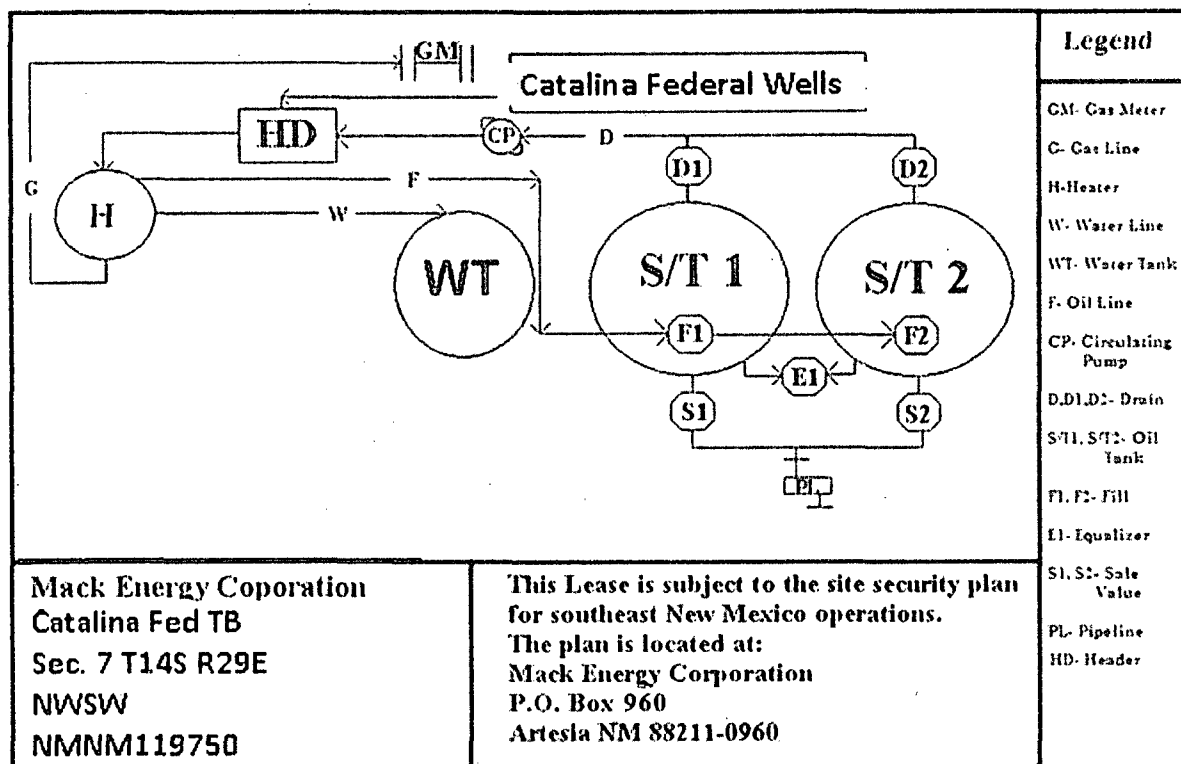 GM
Catalina Federal Wells
HD
CP
D
D1
D2
G
H
F
W
WT
S/T 1
S/T 2
F1
F2
E1
S1
S2
PL
Legend
GM- Gas Meter
G- Gas Line
H-Heater
W- Water Line
WT- Water Tank
F- Oil Line
CP- Circulating
Pump
D,D1,D2- Drain
S/T1, S/T2- Oil
Tank
F1, F2- Fill
E1- Equalizer
S1, S2- Sale
Value
PL- Pipeline
HD- Header
Mack Energy Coporation
Catalina Fed TB
Sec. 7 T14S R29E
NWSW
NMNM119750
This Lease is subject to the site security plan
for southeast New Mexico operations.
The plan is located at:
Mack Energy Corporation
P.O. Box 960
Artesia NM 88211-0960